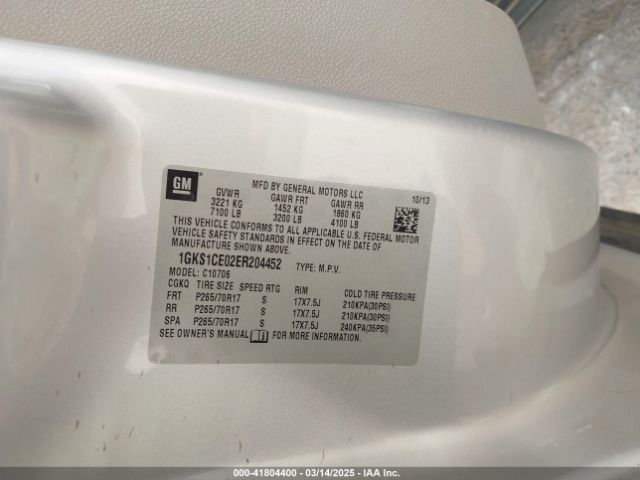 GM
MFD BY GENERAL MOTORS LLC
10/13
GVWR GAWR FRT GAWR RR
3221 KG 1452 KG 1860 KG
7100 LB 3200 LB 4100 LB
THIS VEHICLE CONFORMS TO ALL APPLICABLE U.S. FEDERAL MOTOR
VEHICLE SAFETY STANDARDS IN EFFECT ON THE DATE OF
MANUFACTURE SHOWN ABOVE.
1GKS1CE02ER204452 TYPE: M.P.V.
MODEL: C10706
CGKQ TIRE SIZE SPEED RTG RIM COLD TIRE PRESSURE
FRT P265/70R17 S 17X7.5J 210KPA(30PSI)
RR P265/70R17 S 17X7.5J 210KPA(30PSI)
SPA P265/70R17 S 17X7.5J 240KPA(35PSI)
SEE OWNER'S MANUAL FOR MORE INFORMATION.
000-41804400 - 03/14/2025 - IAA Inc.